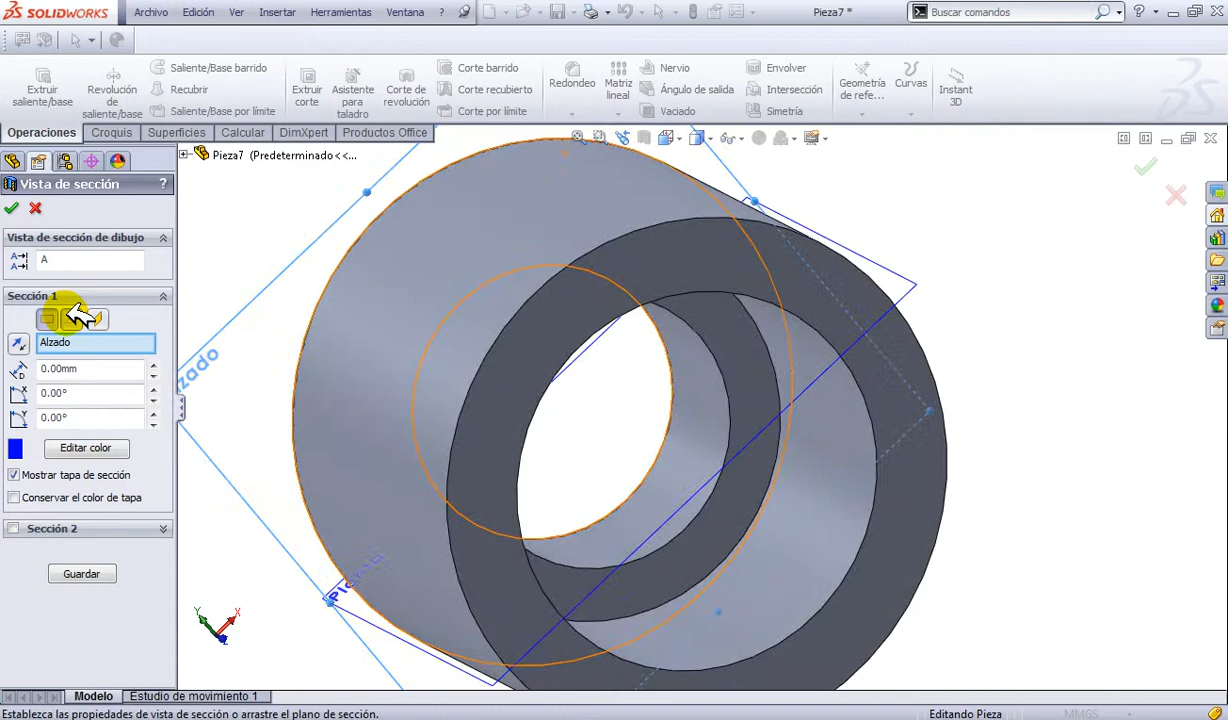 SOLIDWORKS
Archivo Edición Ver Insertar Herramientas Ventana ?
Pieza7 *
Buscar comandos
Extruir saliente/base
Revolución de saliente/base
Saliente/Base barrido
Recubrir
Saliente/Base por límite
Extruir corte
Asistente para taladro
Corte de revolución
Corte barrido
Corte recubierto
Corte por límite
Redondeo
Matriz lineal
Nervio
Ángulo de salida
Vaciado
Envolver
Intersección
Simetría
Geometría de refe...
Curvas
Instant 3D
Operaciones Croquis Superficies Calcular DimXpert Productos Office
Pieza7 (Predeterminado<<...
Vista de sección ?
Vista de sección de dibujo
A
Sección 1
Alzado
0.00mm
0.00°
0.00°
Editar color
Mostrar tapa de sección
Conservar el color de tapa
Sección 2
Guardar
zado
Planta
Y X Z
Modelo Estudio de movimiento 1
Establezca las propiedades de vista de sección o arrastre el plano de sección.
Editando Pieza
MMGS